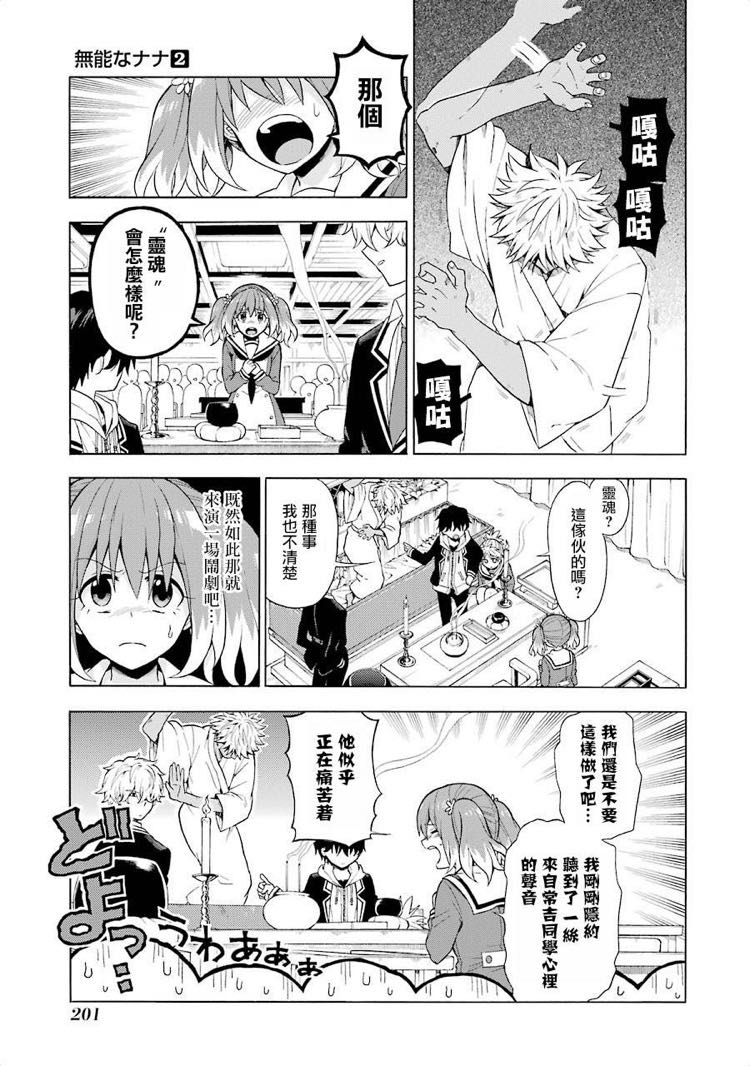 無能なナナ2
嘎咕
嘎咕
嘎咕
那個
“靈魂”
會怎麼樣呢？
靈魂？
這傢伙的嗎？
那種事
我也不清楚
既然如此那就
來演一場鬧劇吧…
我們還是不要
這樣做了吧…
我剛剛隱約
聽到了一絲
來自常吉同學心裡
的聲音
他似乎
正在痛苦著
どよっ…
うわあぁぁぁ
201